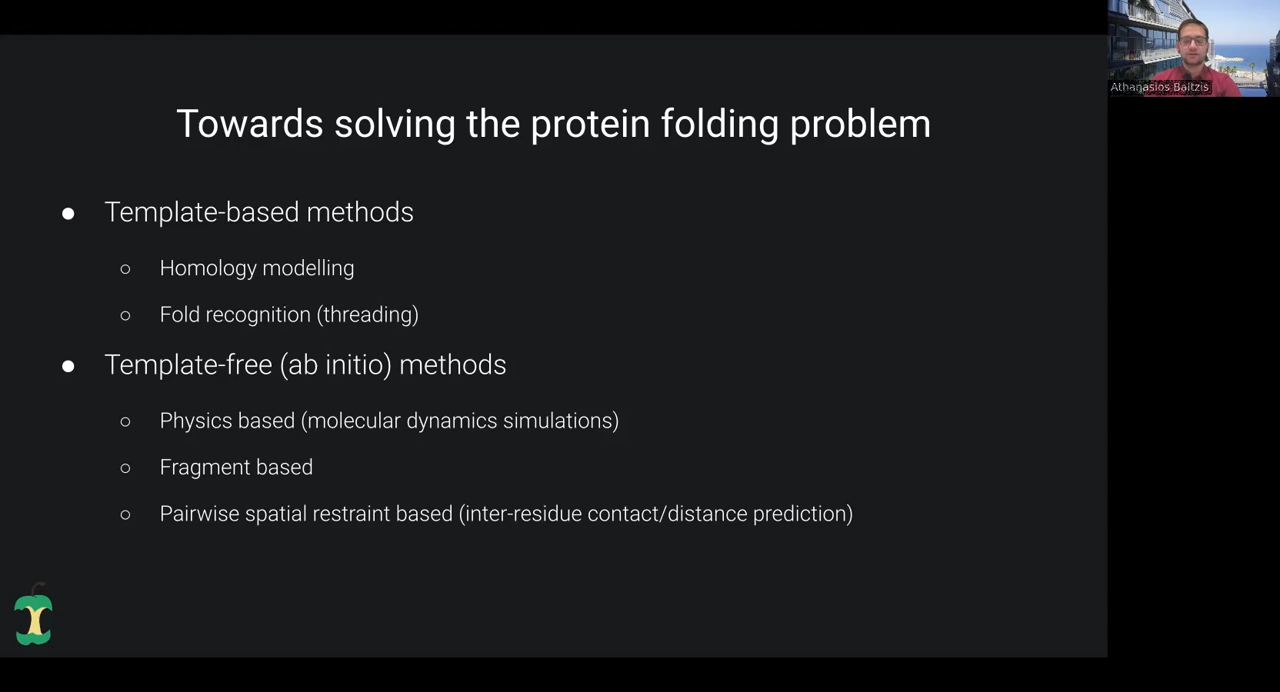 Towards solving the protein folding problem
● Template-based methods
○ Homology modelling
○ Fold recognition (threading)
● Template-free (ab initio) methods
○ Physics based (molecular dynamics simulations)
○ Fragment based
○ Pairwise spatial restraint based (inter-residue contact/distance prediction)
Athanasios Baltzis